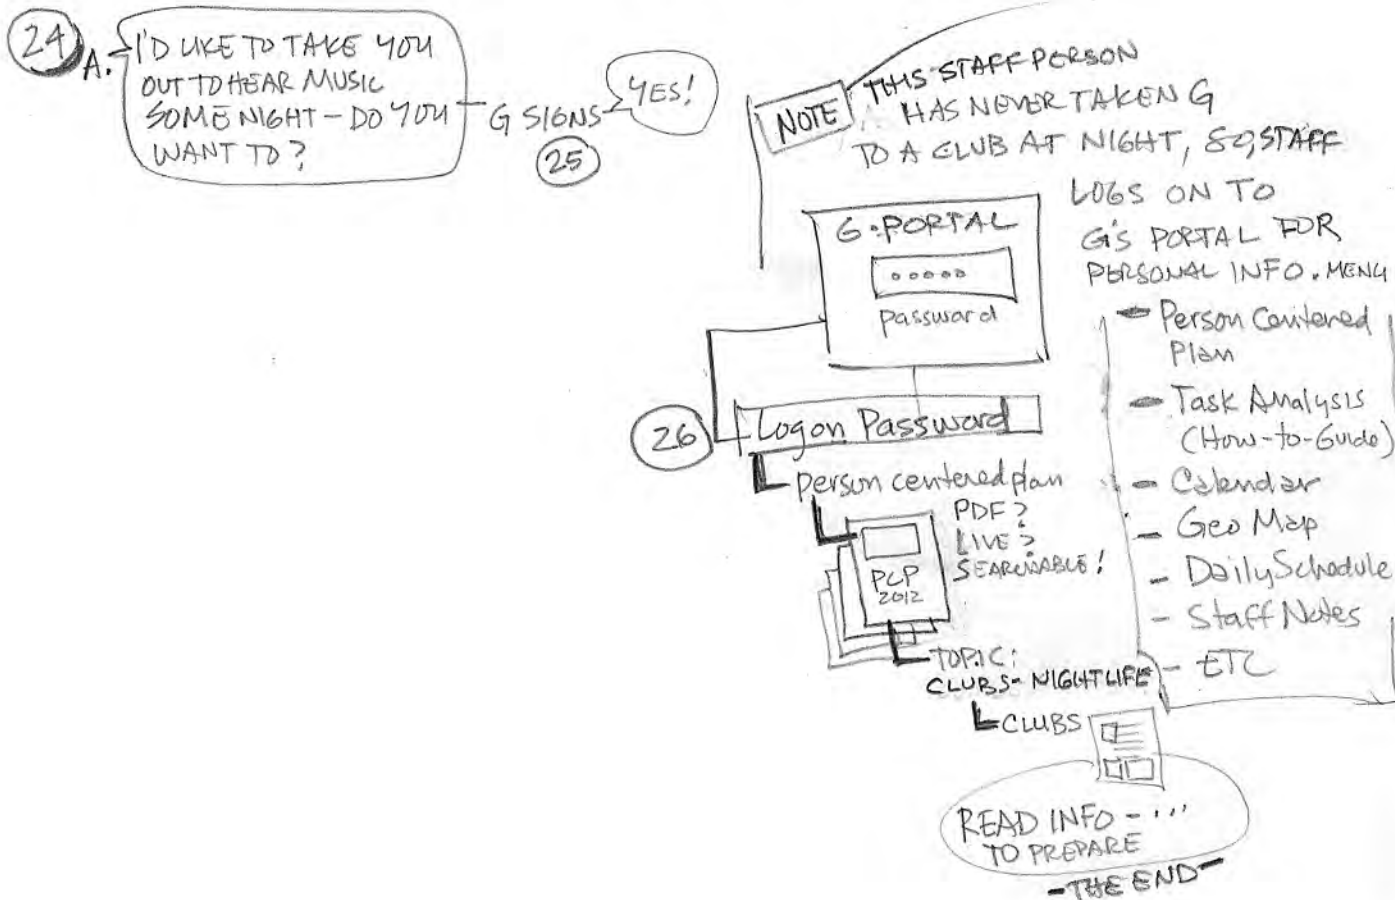 24
A. I'D LIKE TO TAKE YOU
OUT TO HEAR MUSIC
SOME NIGHT - DO YOU
WANT TO?
G SIGNS
YES!
25
NOTE
THIS STAFF PERSON
HAS NEVER TAKEN G
TO A CLUB AT NIGHT, SO, STAFF
LOGS ON TO
G'S PORTAL FOR
PERSONAL INFO. MENU
G-PORTAL
password
- Person Centered
Plan
- Task Analysis
(How-to-Guide)
- Calendar
- Geo Map
- Daily Schedule
- Staff Notes
- ETC
26
Logon Password
person centered plan
PDF?
LIVE?
SEARCHABLE!
PCP
2012
TOPIC:
CLUBS - NIGHTLIFE
CLUBS
READ INFO - ...
TO PREPARE
- THE END -